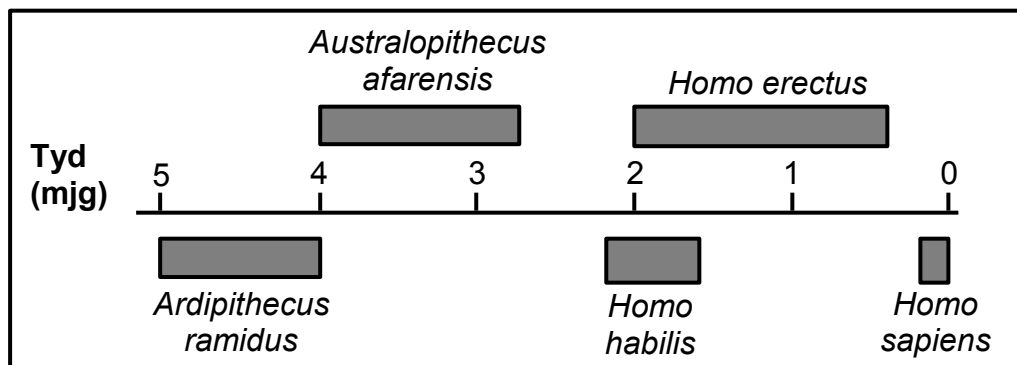 Australopithecus
afarensis
Homo erectus
Tyd
(mjg)
5 4 3 2 1 0
Ardipithecus
ramidus
Homo
habilis
Homo
sapiens